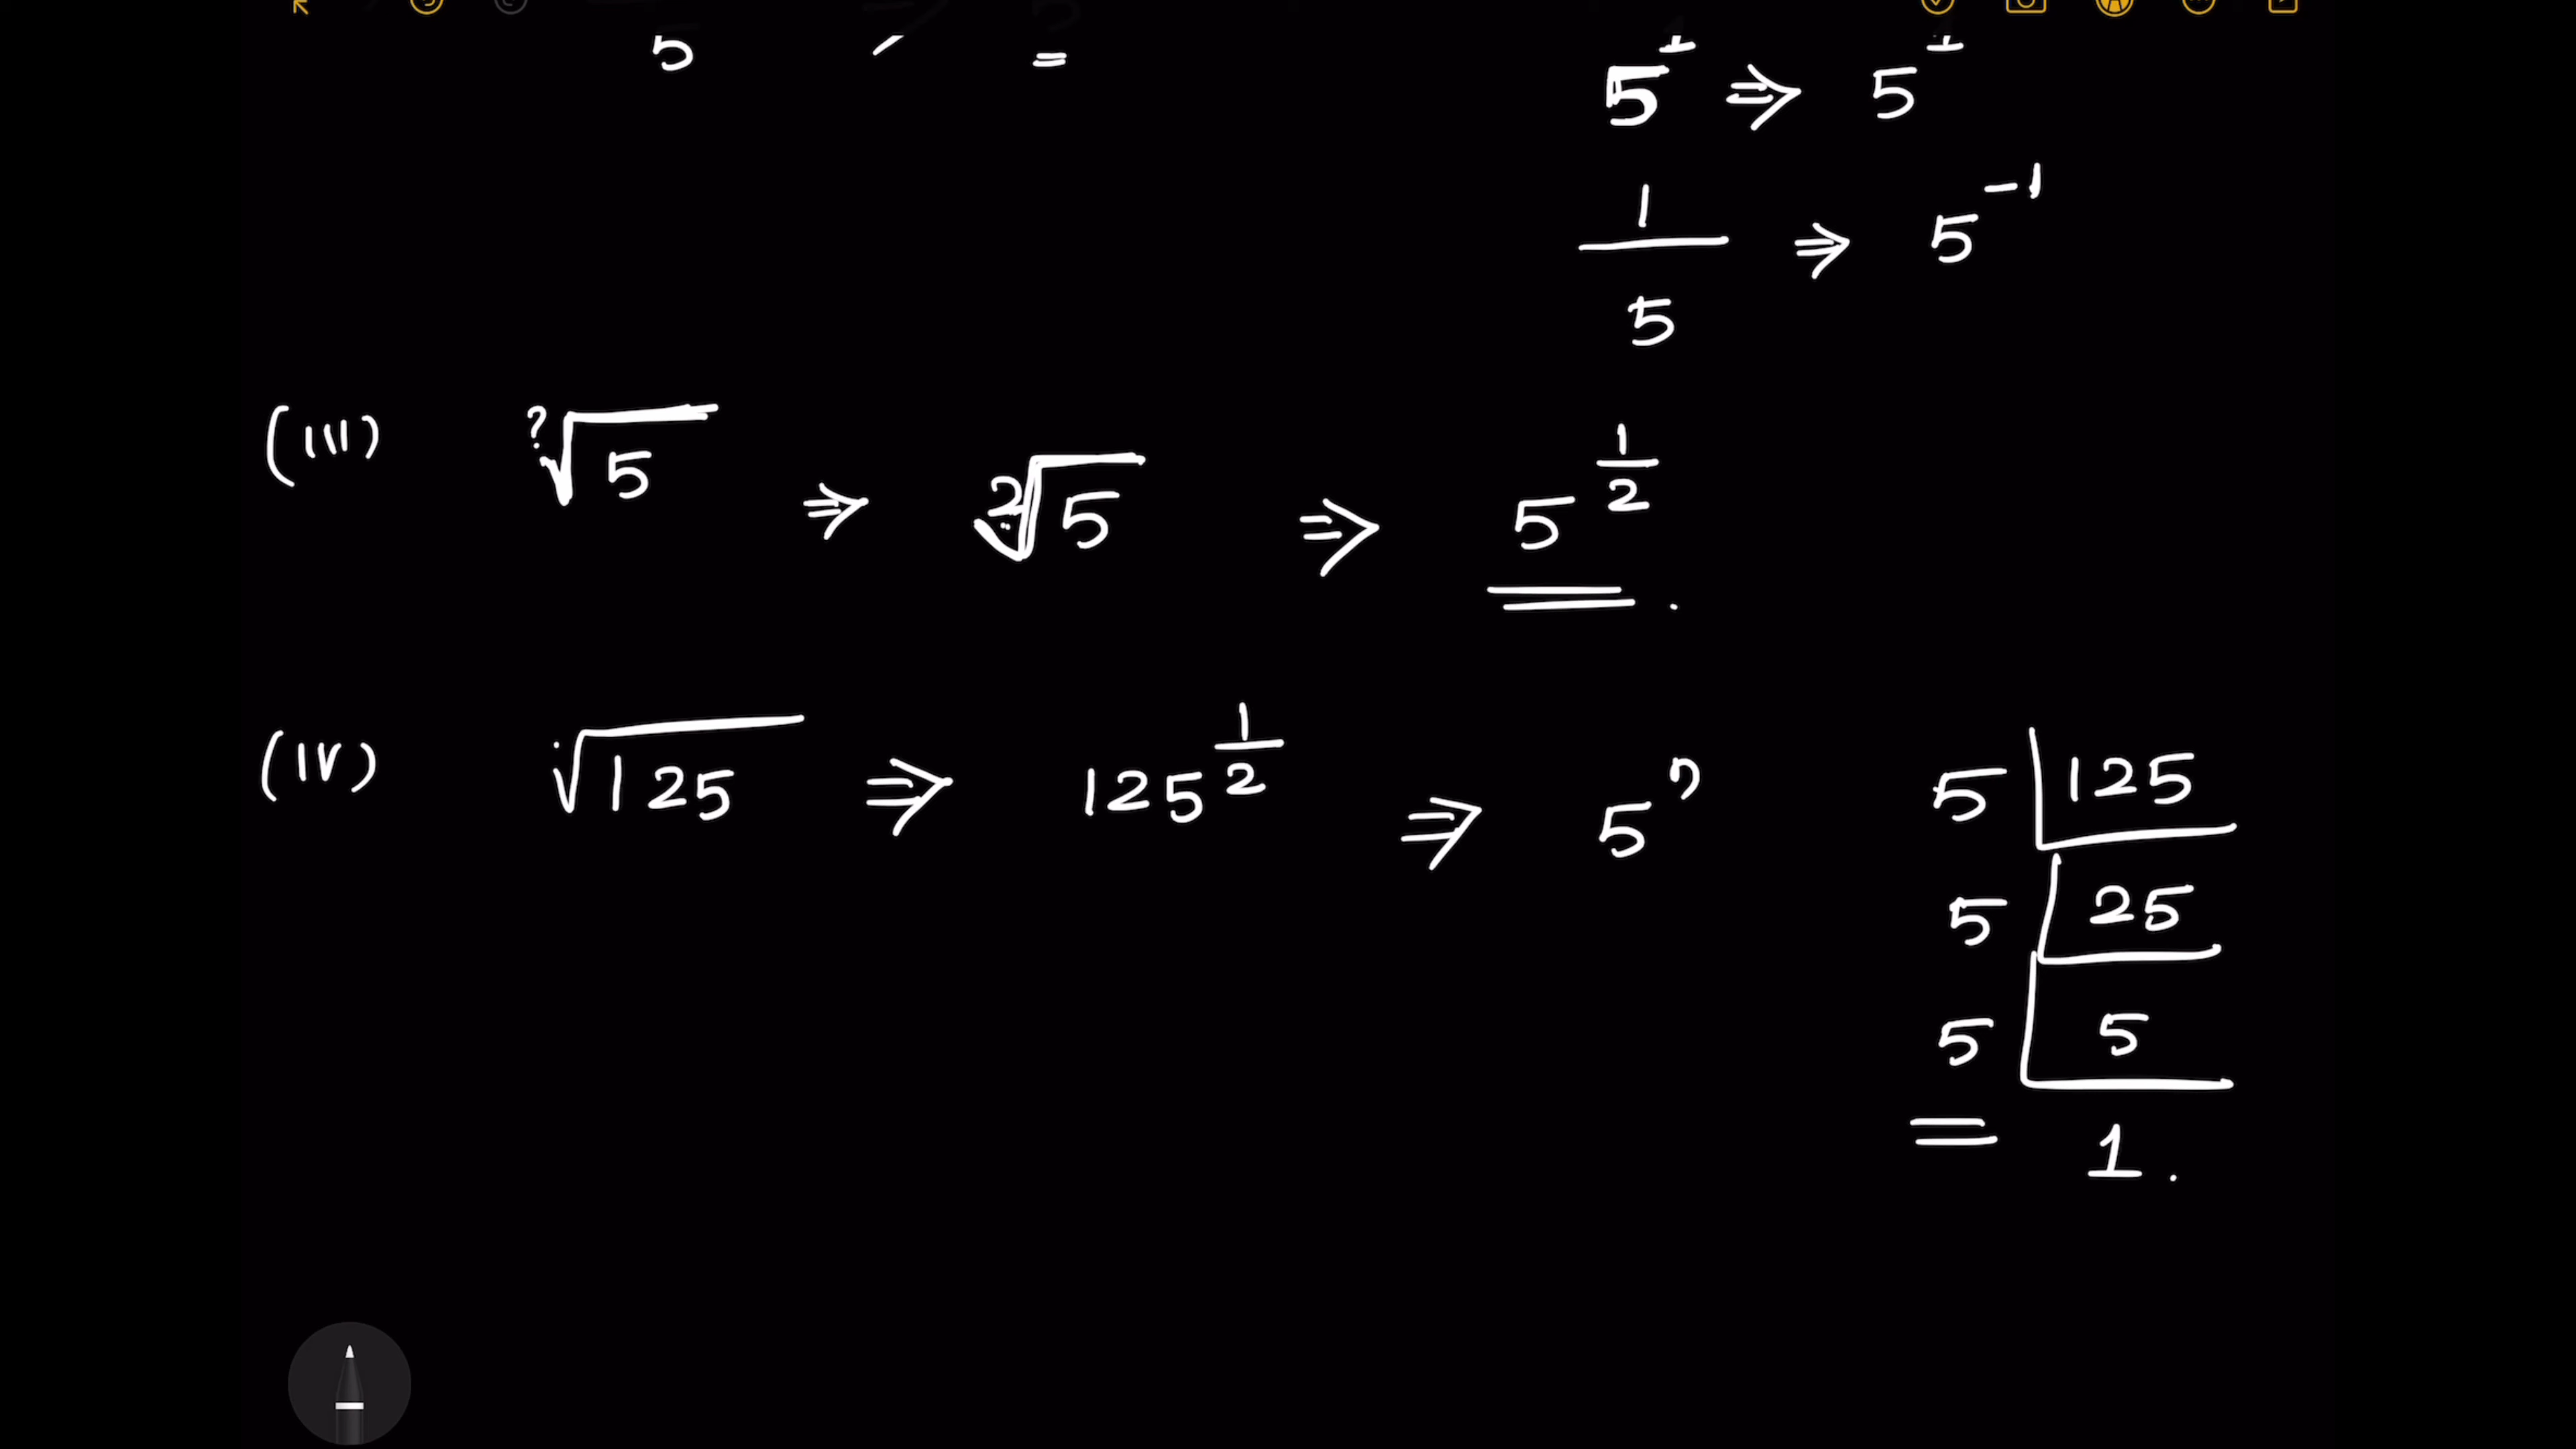 5 =
5¹ ⇒ 5¹
1/5 ⇒ 5⁻¹
(III) ?√5 ⇒ ²√5 ⇒ 5^(1/2) .
(IV) √125 ⇒ 125^(1/2) ⇒ 5ⁿ
5 | 125
5 | 25
5 | 5
= 1 .